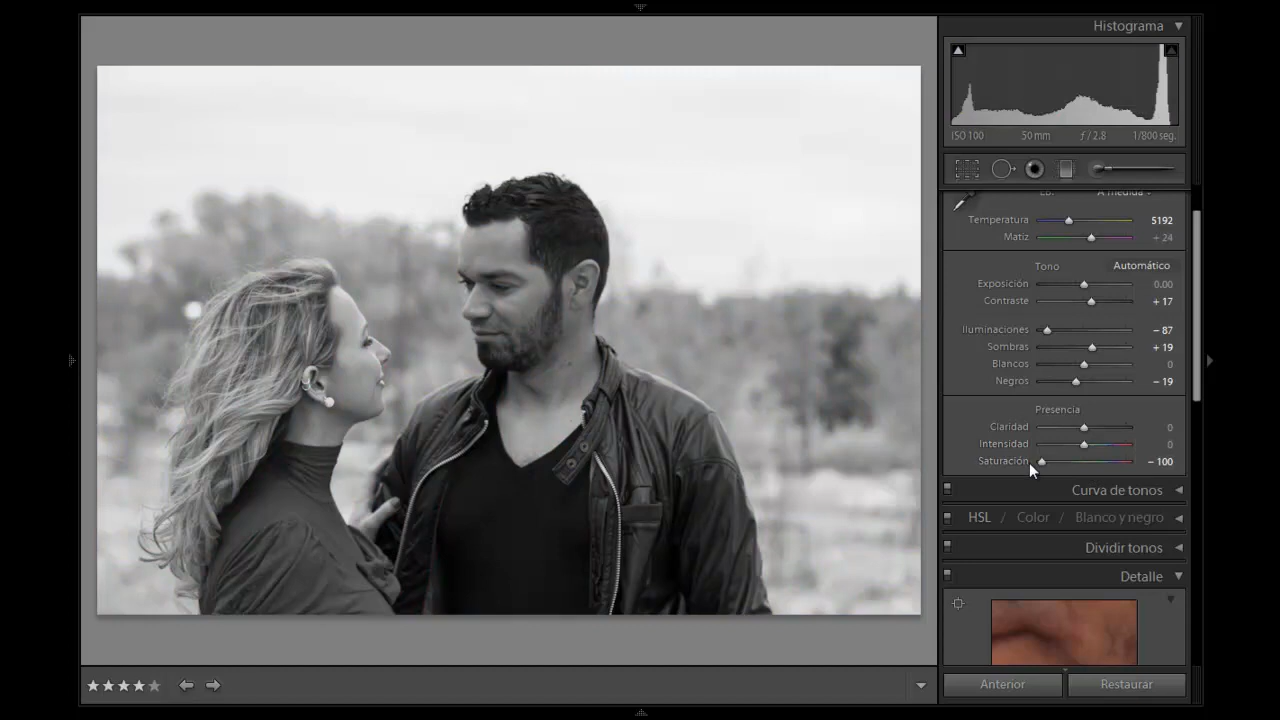 Histograma
ISO 100 50 mm ƒ / 2.8 1/800 seg.
LB: A medida
Temperatura 5192
Matiz + 24
Tono Automático
Exposición 0.00
Contraste + 17
Iluminaciones − 87
Sombras + 19
Blancos 0
Negros − 19
Presencia
Claridad 0
Intensidad 0
Saturación − 100
Curva de tonos
HSL / Color / Blanco y negro
Dividir tonos
Detalle
Anterior Restaurar